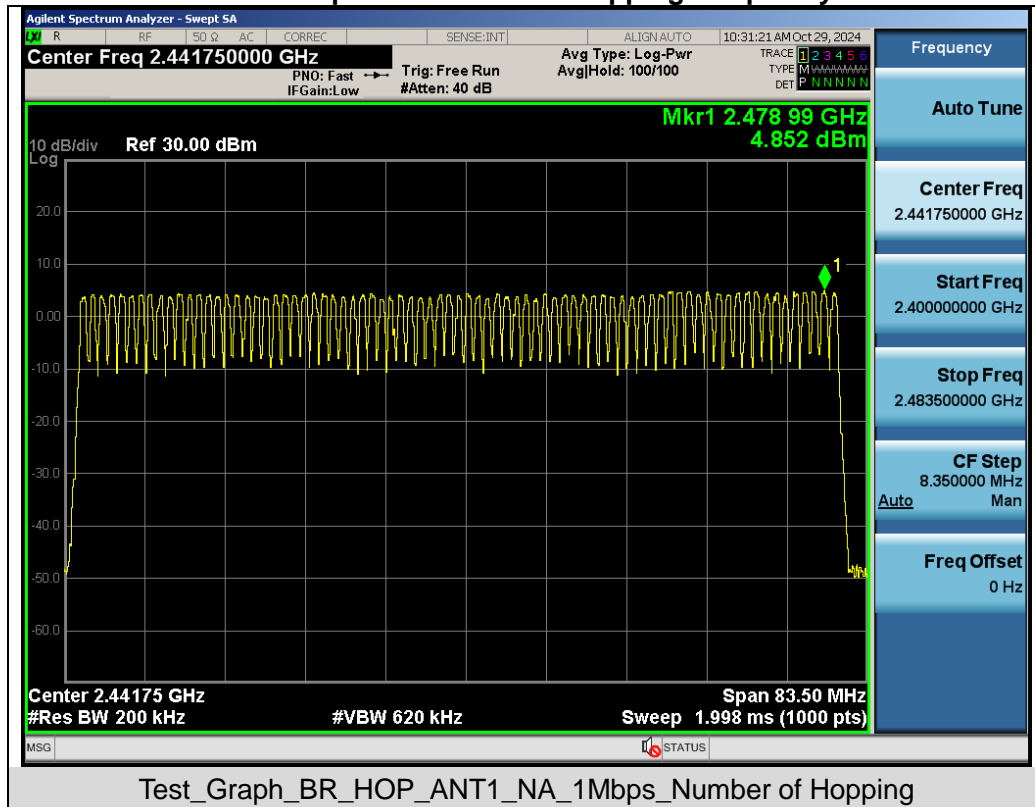 Agilent Spectrum Analyzer - Swept SA
LXI R RF 50 Ω AC CORREC SENSE:INT ALIGN AUTO 10:31:21 AM Oct 29, 2024
Center Freq 2.441750000 GHz
PNO: Fast
IFGain:Low
Trig: Free Run
#Atten: 40 dB
Avg Type: Log-Pwr
Avg|Hold: 100/100
TRACE 1 2 3 4 5 6
TYPE M WWWWW
DET P N N N N N
Mkr1 2.478 99 GHz
4.852 dBm
10 dB/div Ref 30.00 dBm
Log
20.0
10.0
1
0.00
-10.0
-20.0
-30.0
-40.0
-50.0
-60.0
Center 2.44175 GHz Span 83.50 MHz
#Res BW 200 kHz #VBW 620 kHz Sweep 1.998 ms (1000 pts)
MSG STATUS
Frequency
Auto Tune
Center Freq
2.441750000 GHz
Start Freq
2.400000000 GHz
Stop Freq
2.483500000 GHz
CF Step
8.350000 MHz
Auto Man
Freq Offset
0 Hz
Test_Graph_BR_HOP_ANT1_NA_1Mbps_Number of Hopping